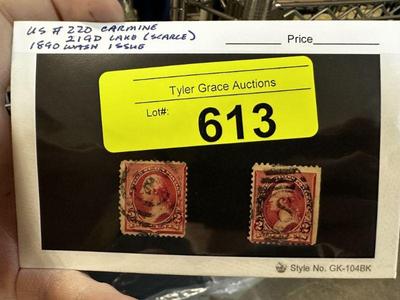 US # 220 CARMINE
219D LAKE (SCARCE)
1890 WASH ISSUE
Price
Tyler Grace Auctions
Lot#:
613
Style No. GK-104BK